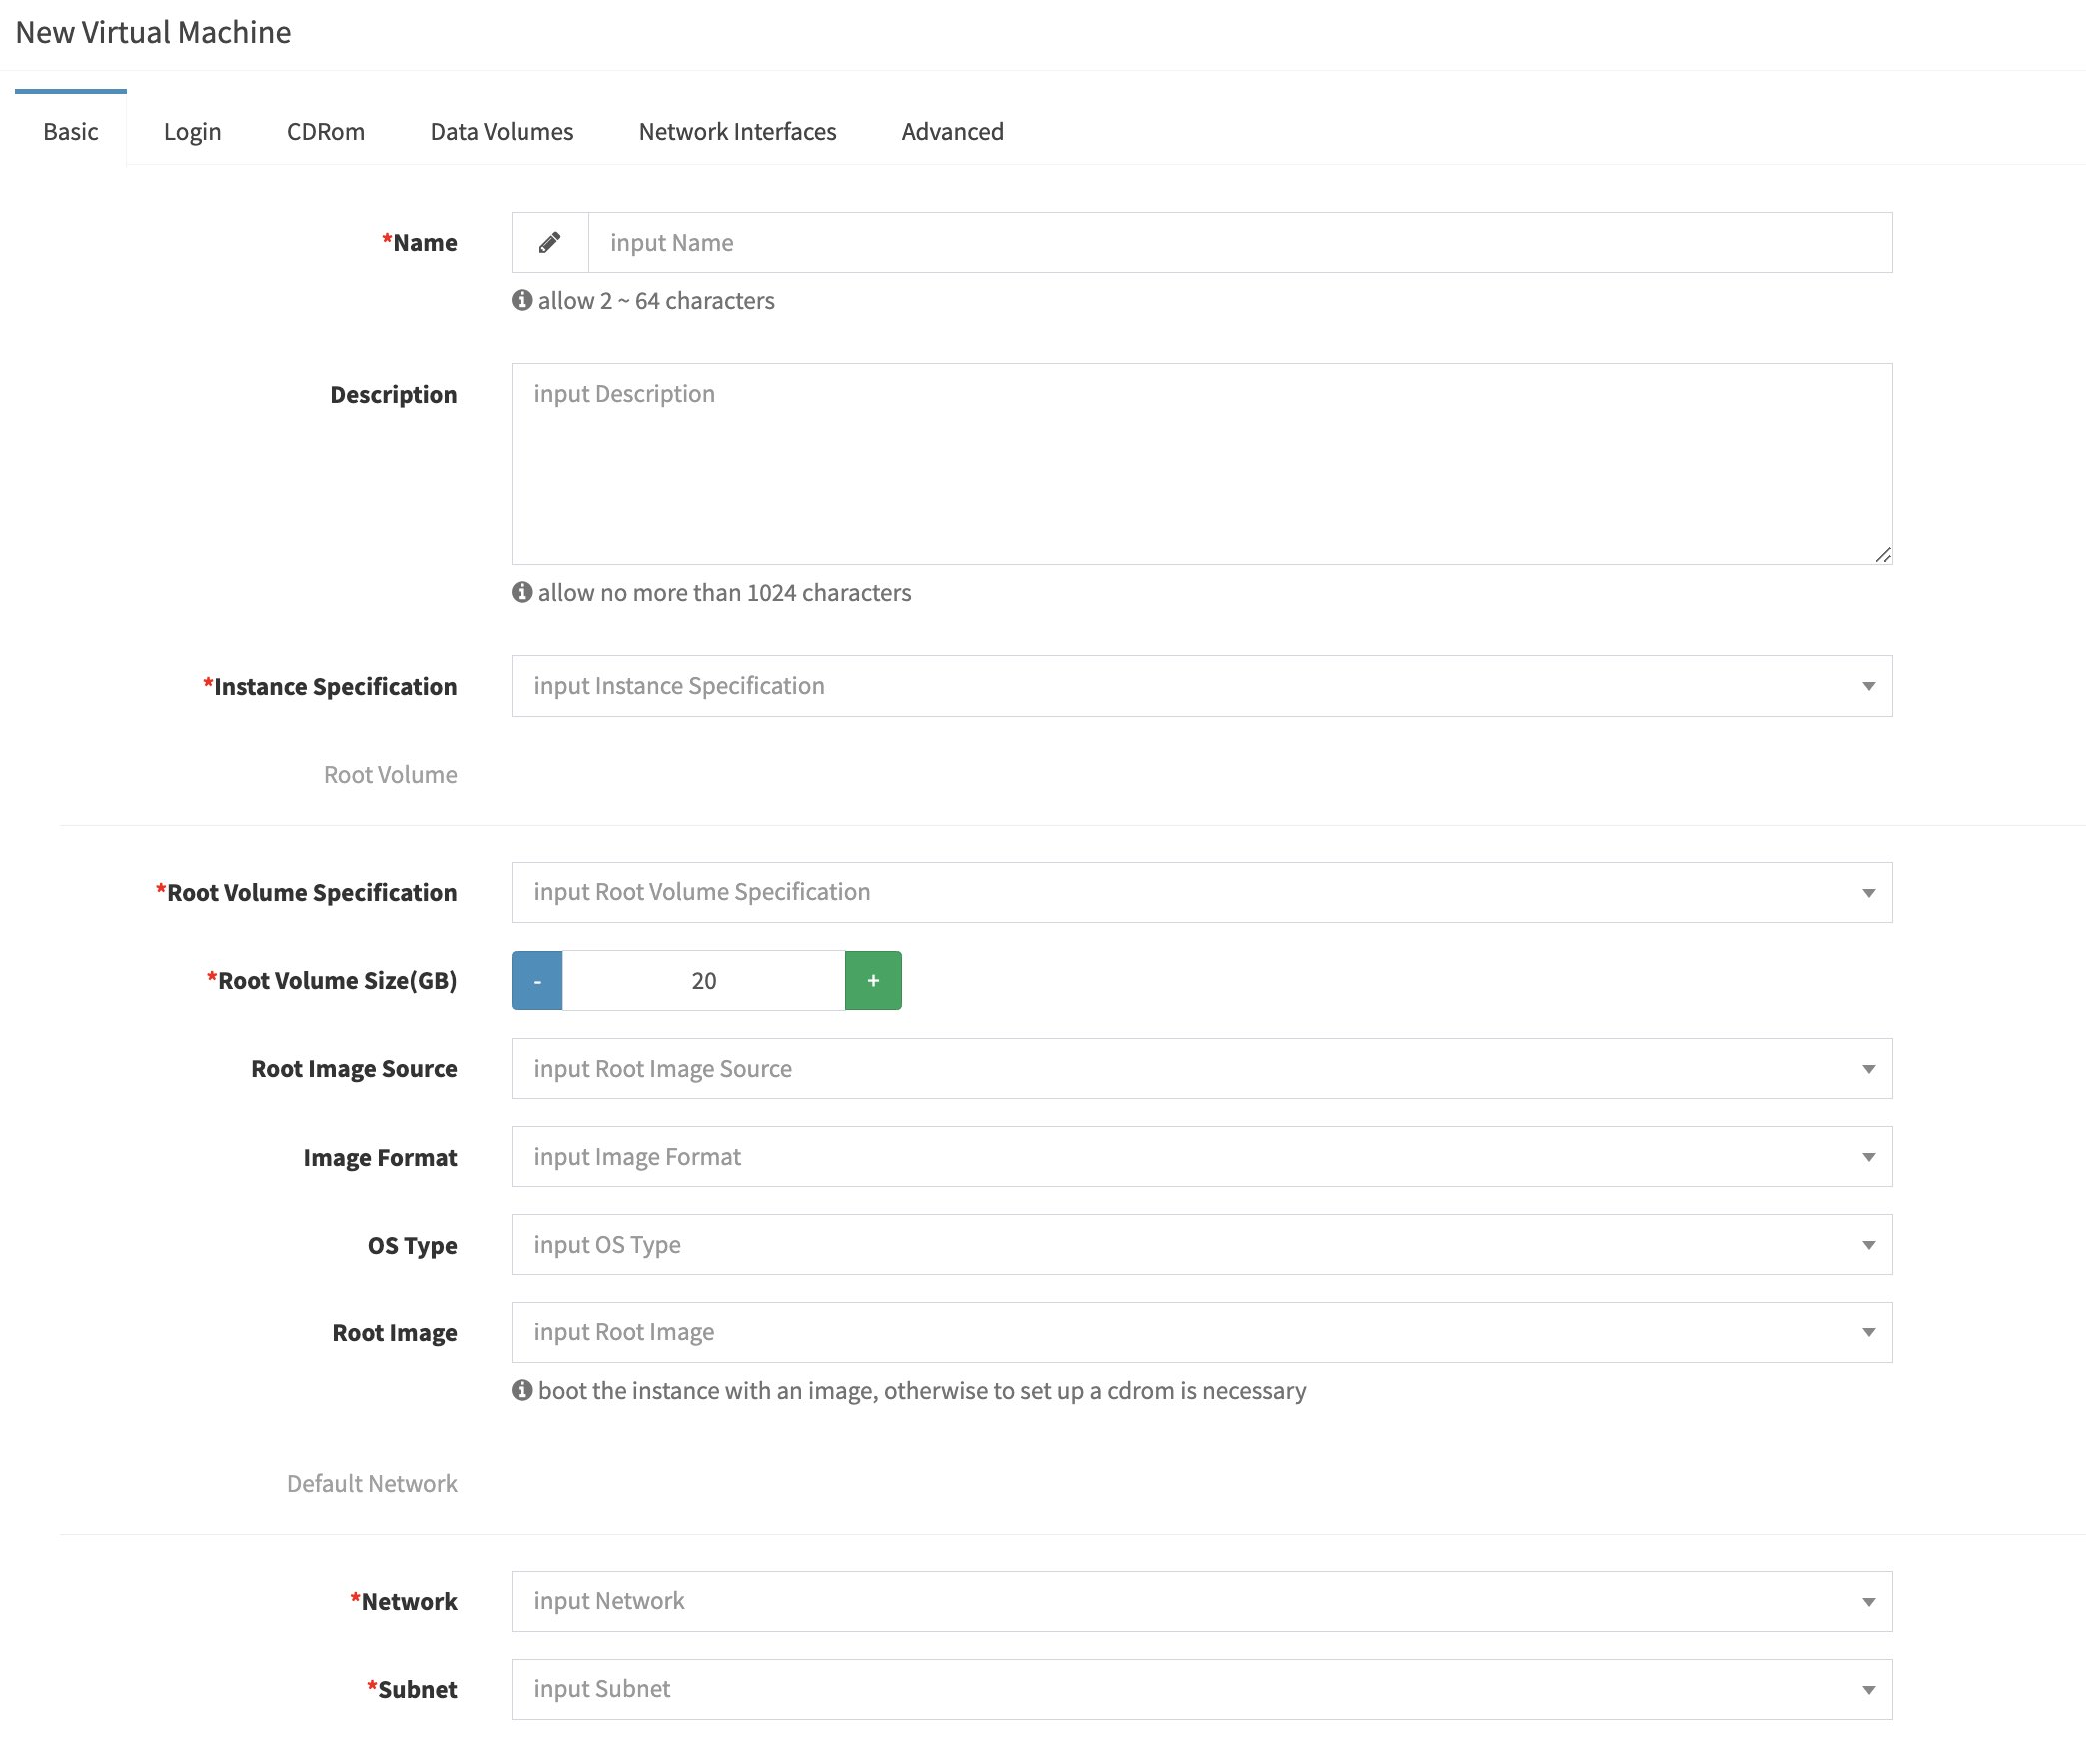 New Virtual Machine
Basic Login CDRom Data Volumes Network Interfaces Advanced
*Name input Name
allow 2 ~ 64 characters
Description input Description
allow no more than 1024 characters
*Instance Specification input Instance Specification
Root Volume
*Root Volume Specification input Root Volume Specification
*Root Volume Size(GB) - 20 +
Root Image Source input Root Image Source
Image Format input Image Format
OS Type input OS Type
Root Image input Root Image
boot the instance with an image, otherwise to set up a cdrom is necessary
Default Network
*Network input Network
*Subnet input Subnet